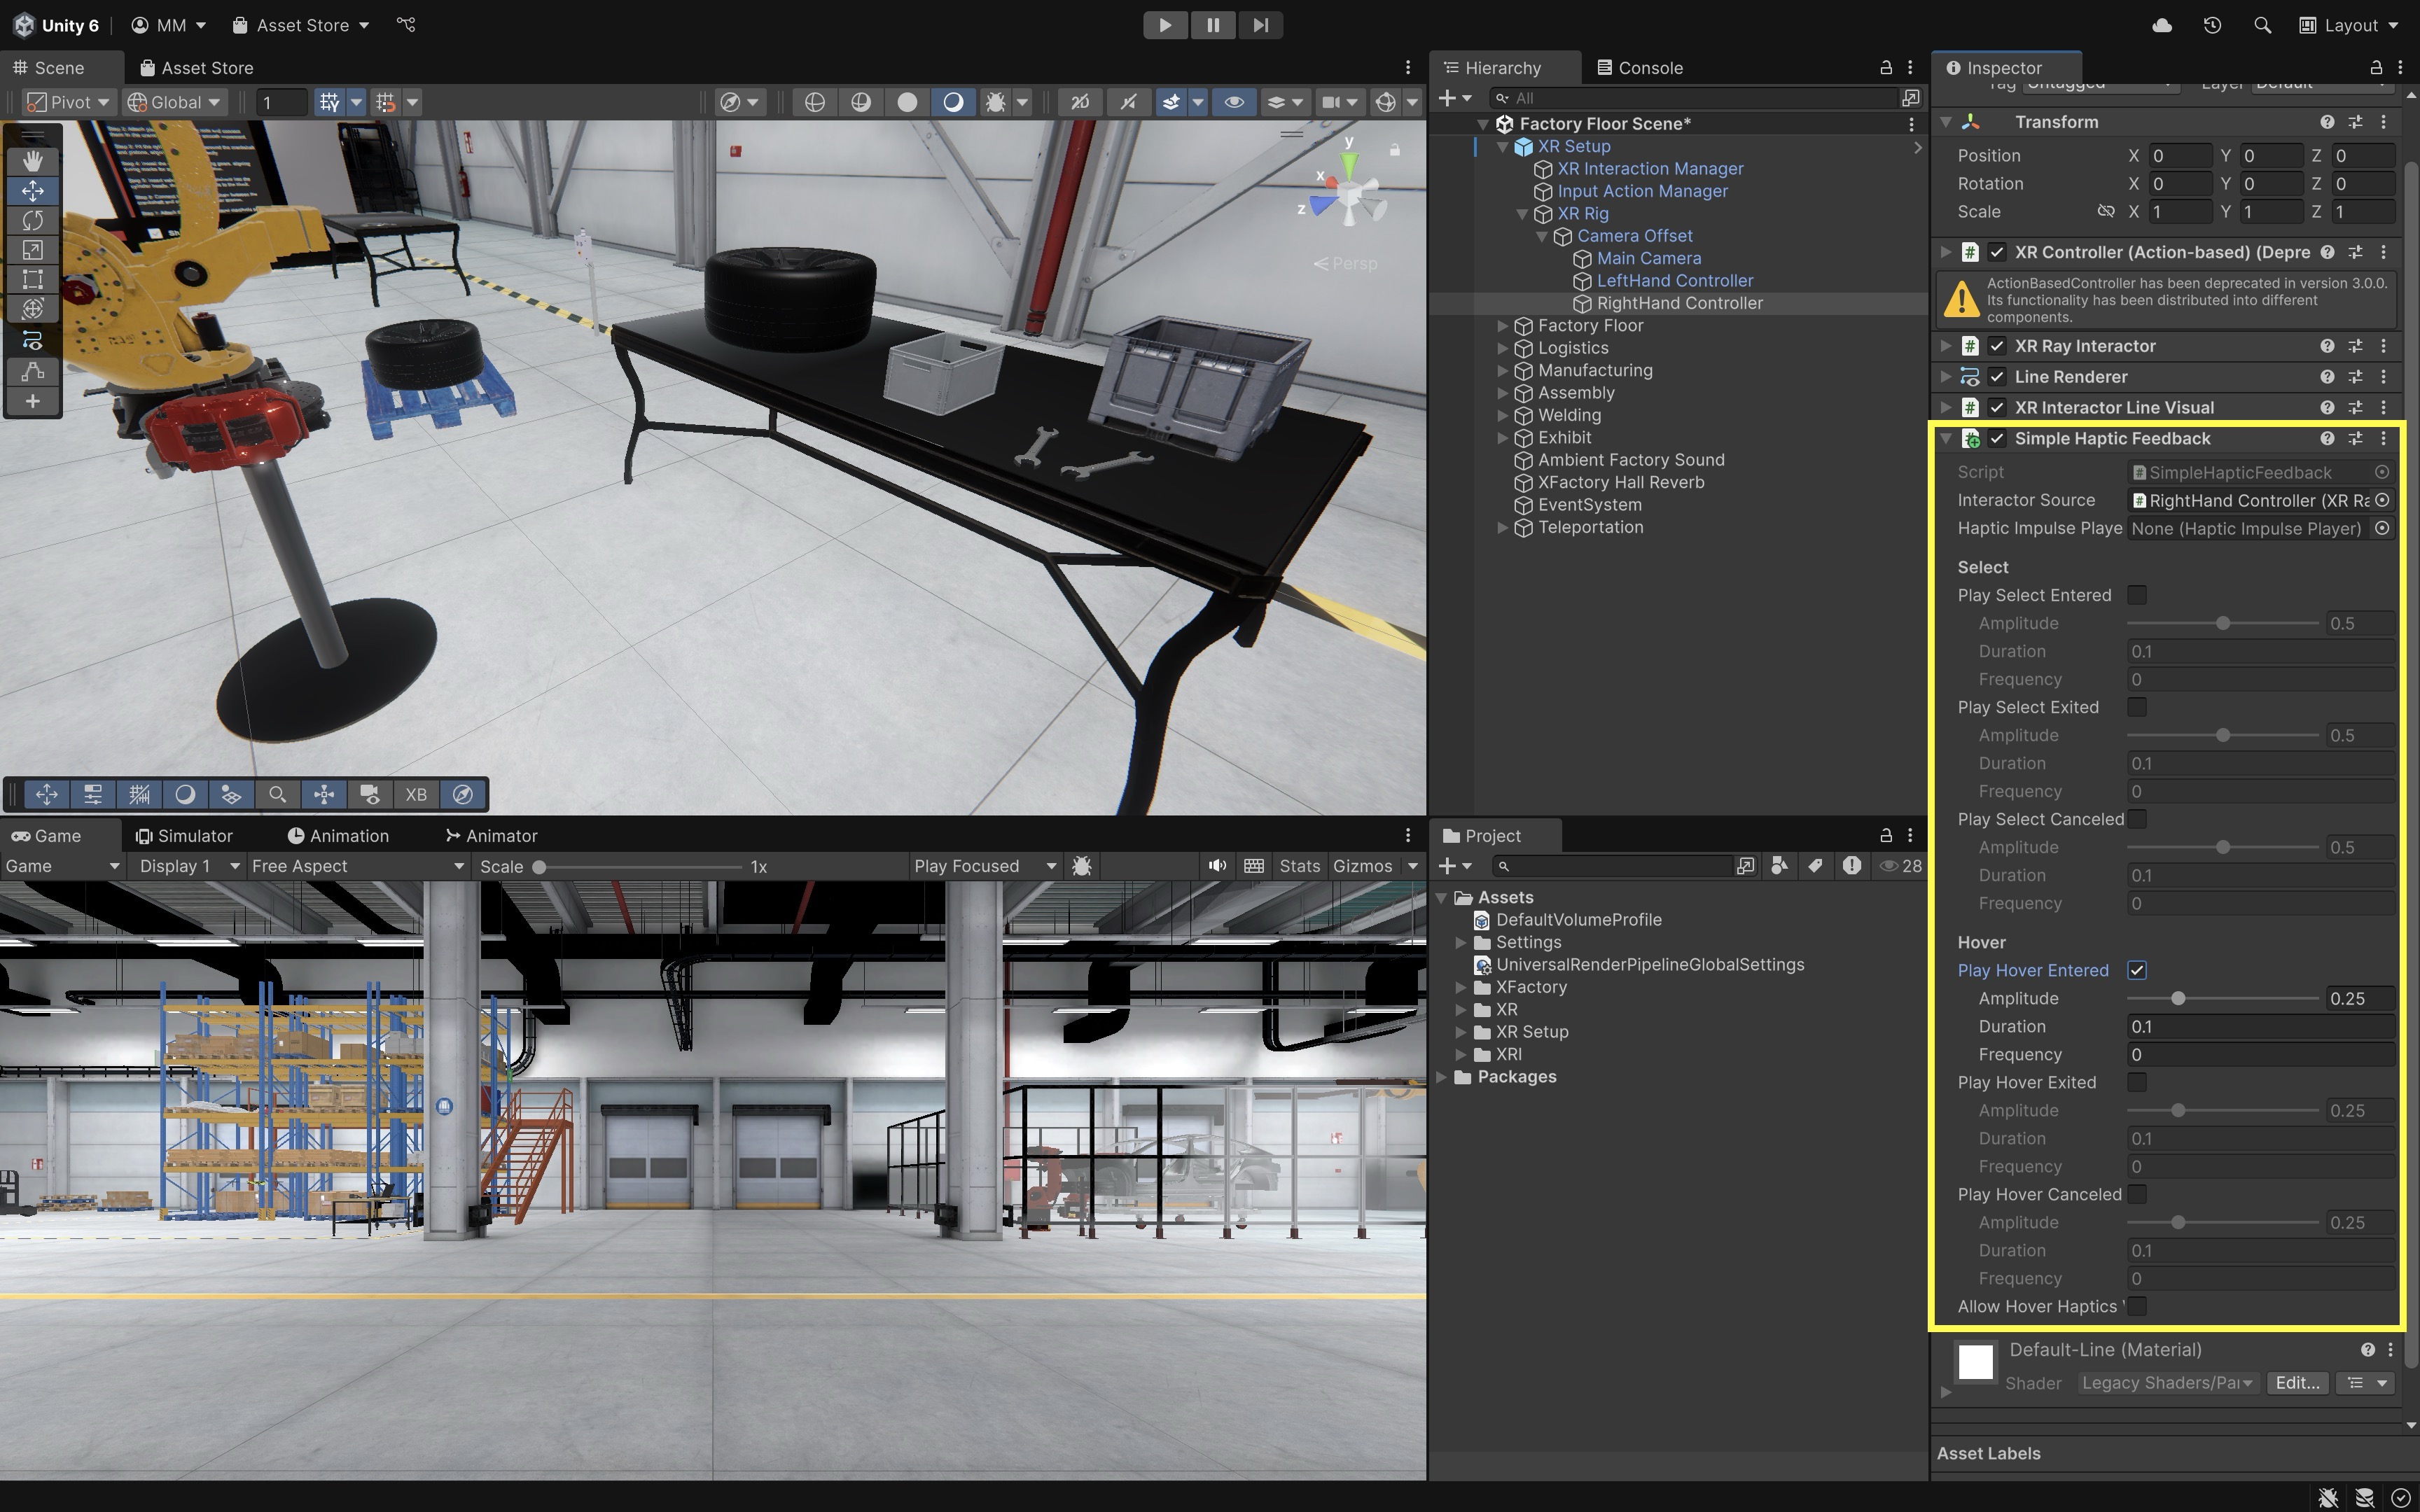 Unity 6
MM
Asset Store
Layout
Scene
Asset Store
Pivot
Global
1
2D
y
x
z
Persp
XB
Hierarchy
Console
All
Factory Floor Scene*
XR Setup
XR Interaction Manager
Input Action Manager
XR Rig
Camera Offset
Main Camera
LeftHand Controller
RightHand Controller
Factory Floor
Logistics
Manufacturing
Assembly
Welding
Exhibit
Ambient Factory Sound
XFactory Hall Reverb
EventSystem
Teleportation
Game
Simulator
Animation
Animator
Game
Display 1
Free Aspect
Scale
1x
Play Focused
Stats
Gizmos
Project
28
Assets
DefaultVolumeProfile
Settings
UniversalRenderPipelineGlobalSettings
XFactory
XR
XR Setup
XRI
Packages
Inspector
Tag Untagged Layer Default
Transform
Position X 0 Y 0 Z 0
Rotation X 0 Y 0 Z 0
Scale X 1 Y 1 Z 1
XR Controller (Action-based) (Depre
ActionBasedController has been deprecated in version 3.0.0.
Its functionality has been distributed into different
components.
XR Ray Interactor
Line Renderer
XR Interactor Line Visual
Simple Haptic Feedback
Script SimpleHapticFeedback
Interactor Source RightHand Controller (XR Ra
Haptic Impulse Playe None (Haptic Impulse Player)
Select
Play Select Entered
Amplitude 0.5
Duration 0.1
Frequency 0
Play Select Exited
Amplitude 0.5
Duration 0.1
Frequency 0
Play Select Canceled
Amplitude 0.5
Duration 0.1
Frequency 0
Hover
Play Hover Entered
Amplitude 0.25
Duration 0.1
Frequency 0
Play Hover Exited
Amplitude 0.25
Duration 0.1
Frequency 0
Play Hover Canceled
Amplitude 0.25
Duration 0.1
Frequency 0
Allow Hover Haptics
Default-Line (Material)
Shader Legacy Shaders/Par Edit...
Asset Labels